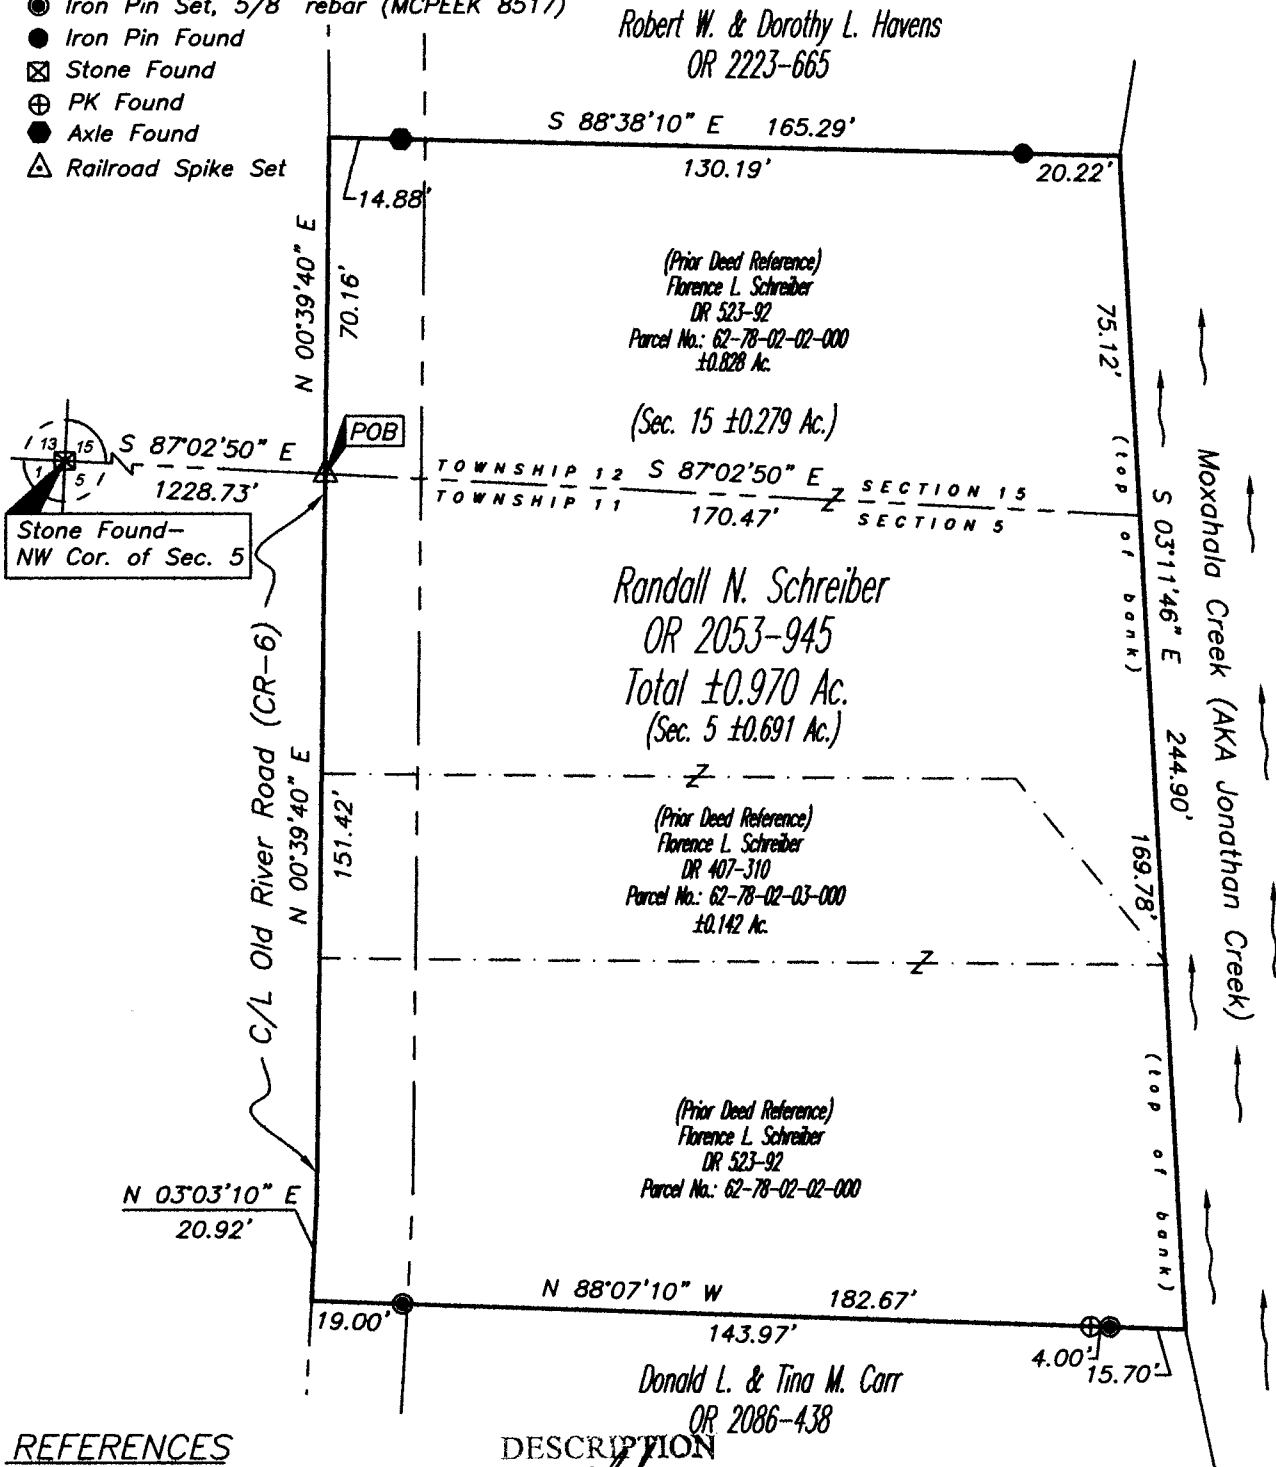 Iron Pin Set, 5/8" rebar (MCPEEK 8517)
Iron Pin Found
Stone Found
PK Found
Axle Found
Railroad Spike Set
Robert W. & Dorothy L. Havens
OR 2223-665
S 88°38'10" E 165.29'
130.19'
20.22'
14.88'
N 00°39'40" E
70.16'
(Prior Deed Reference)
Florence L. Schreiber
DR 523-92
Parcel No.: 62-78-02-02-000
±0.828 Ac.
75.12'
(Sec. 15 ±0.279 Ac.)
POB
13 15
1 5
S 87°02'50" E
1228.73'
TOWNSHIP 12 S 87°02'50" E SECTION 15
TOWNSHIP 11 170.47' SECTION 5
Stone Found-
NW Cor. of Sec. 5
(top of bank)
S 03°11'46" E 244.90'
Moxahala Creek (AKA Jonathan Creek)
Randall N. Schreiber
OR 2053-945
Total ±0.970 Ac.
(Sec. 5 ±0.691 Ac.)
C/L Old River Road (CR-6)
N 00°39'40" E
151.42'
169.78'
(Prior Deed Reference)
Florence L. Schreiber
DR 407-310
Parcel No.: 62-78-02-03-000
±0.142 Ac.
(top of bank)
(Prior Deed Reference)
Florence L. Schreiber
DR 523-92
Parcel No.: 62-78-02-02-000
N 03°03'10" E
20.92'
N 88°07'10" W 182.67'
19.00'
143.97'
4.00'
15.70'
Donald L. & Tina M. Carr
OR 2086-438
REFERENCES
DESCRIPTION